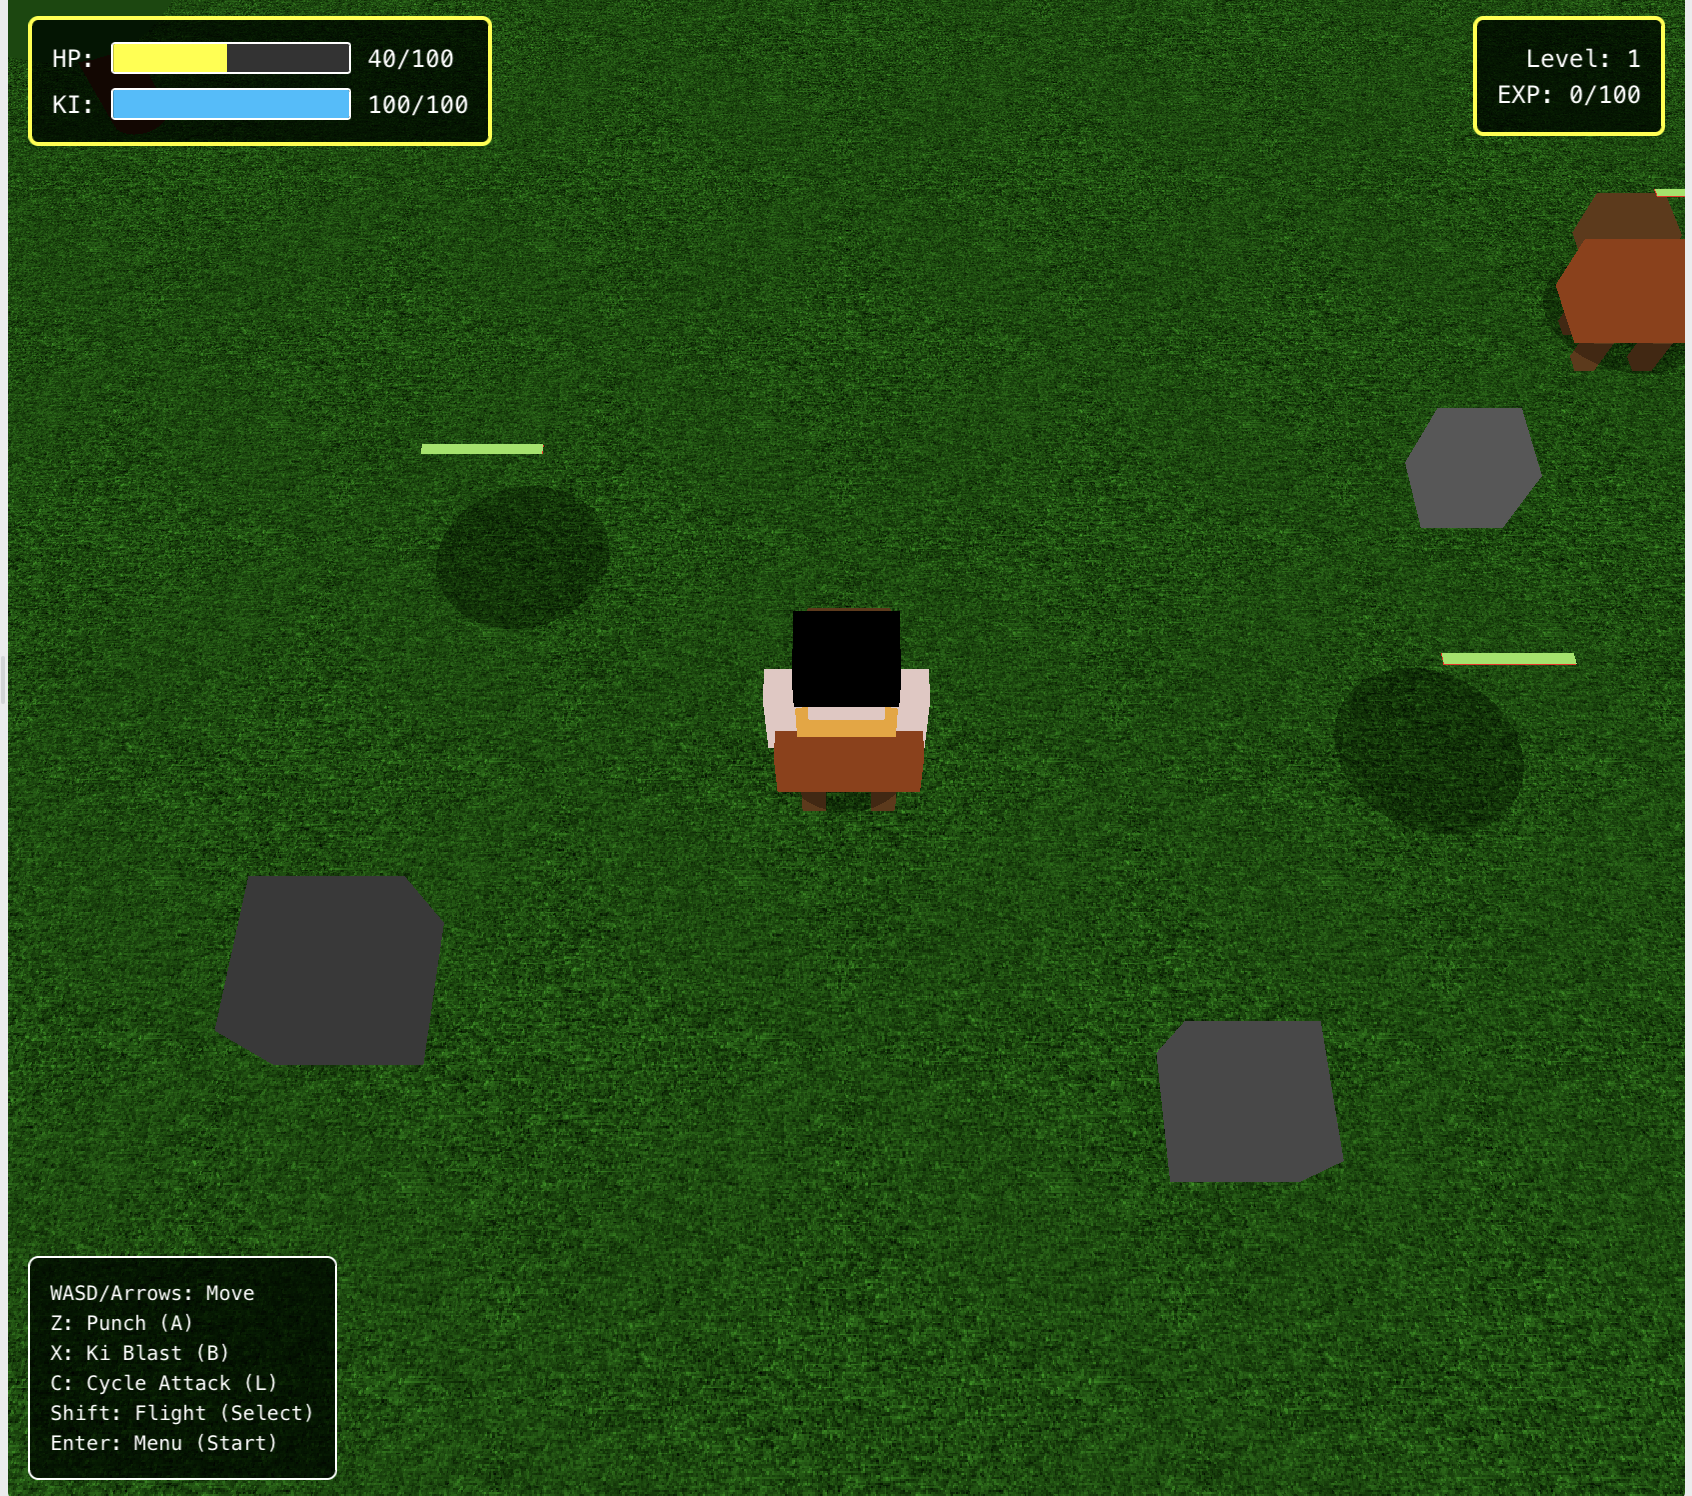 HP: 40/100
KI: 100/100
Level: 1
EXP: 0/100
WASD/Arrows: Move
Z: Punch (A)
X: Ki Blast (B)
C: Cycle Attack (L)
Shift: Flight (Select)
Enter: Menu (Start)